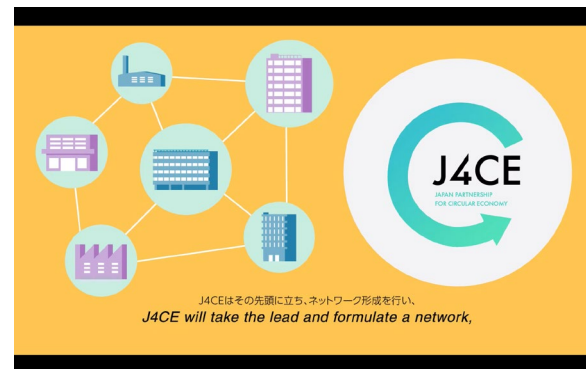 J4CE
JAPAN PARTNERSHIP
FOR CIRCULAR ECONOMY
J4CEはその先頭に立ち、ネットワーク形成を行い、
J4CE will take the lead and formulate a network,